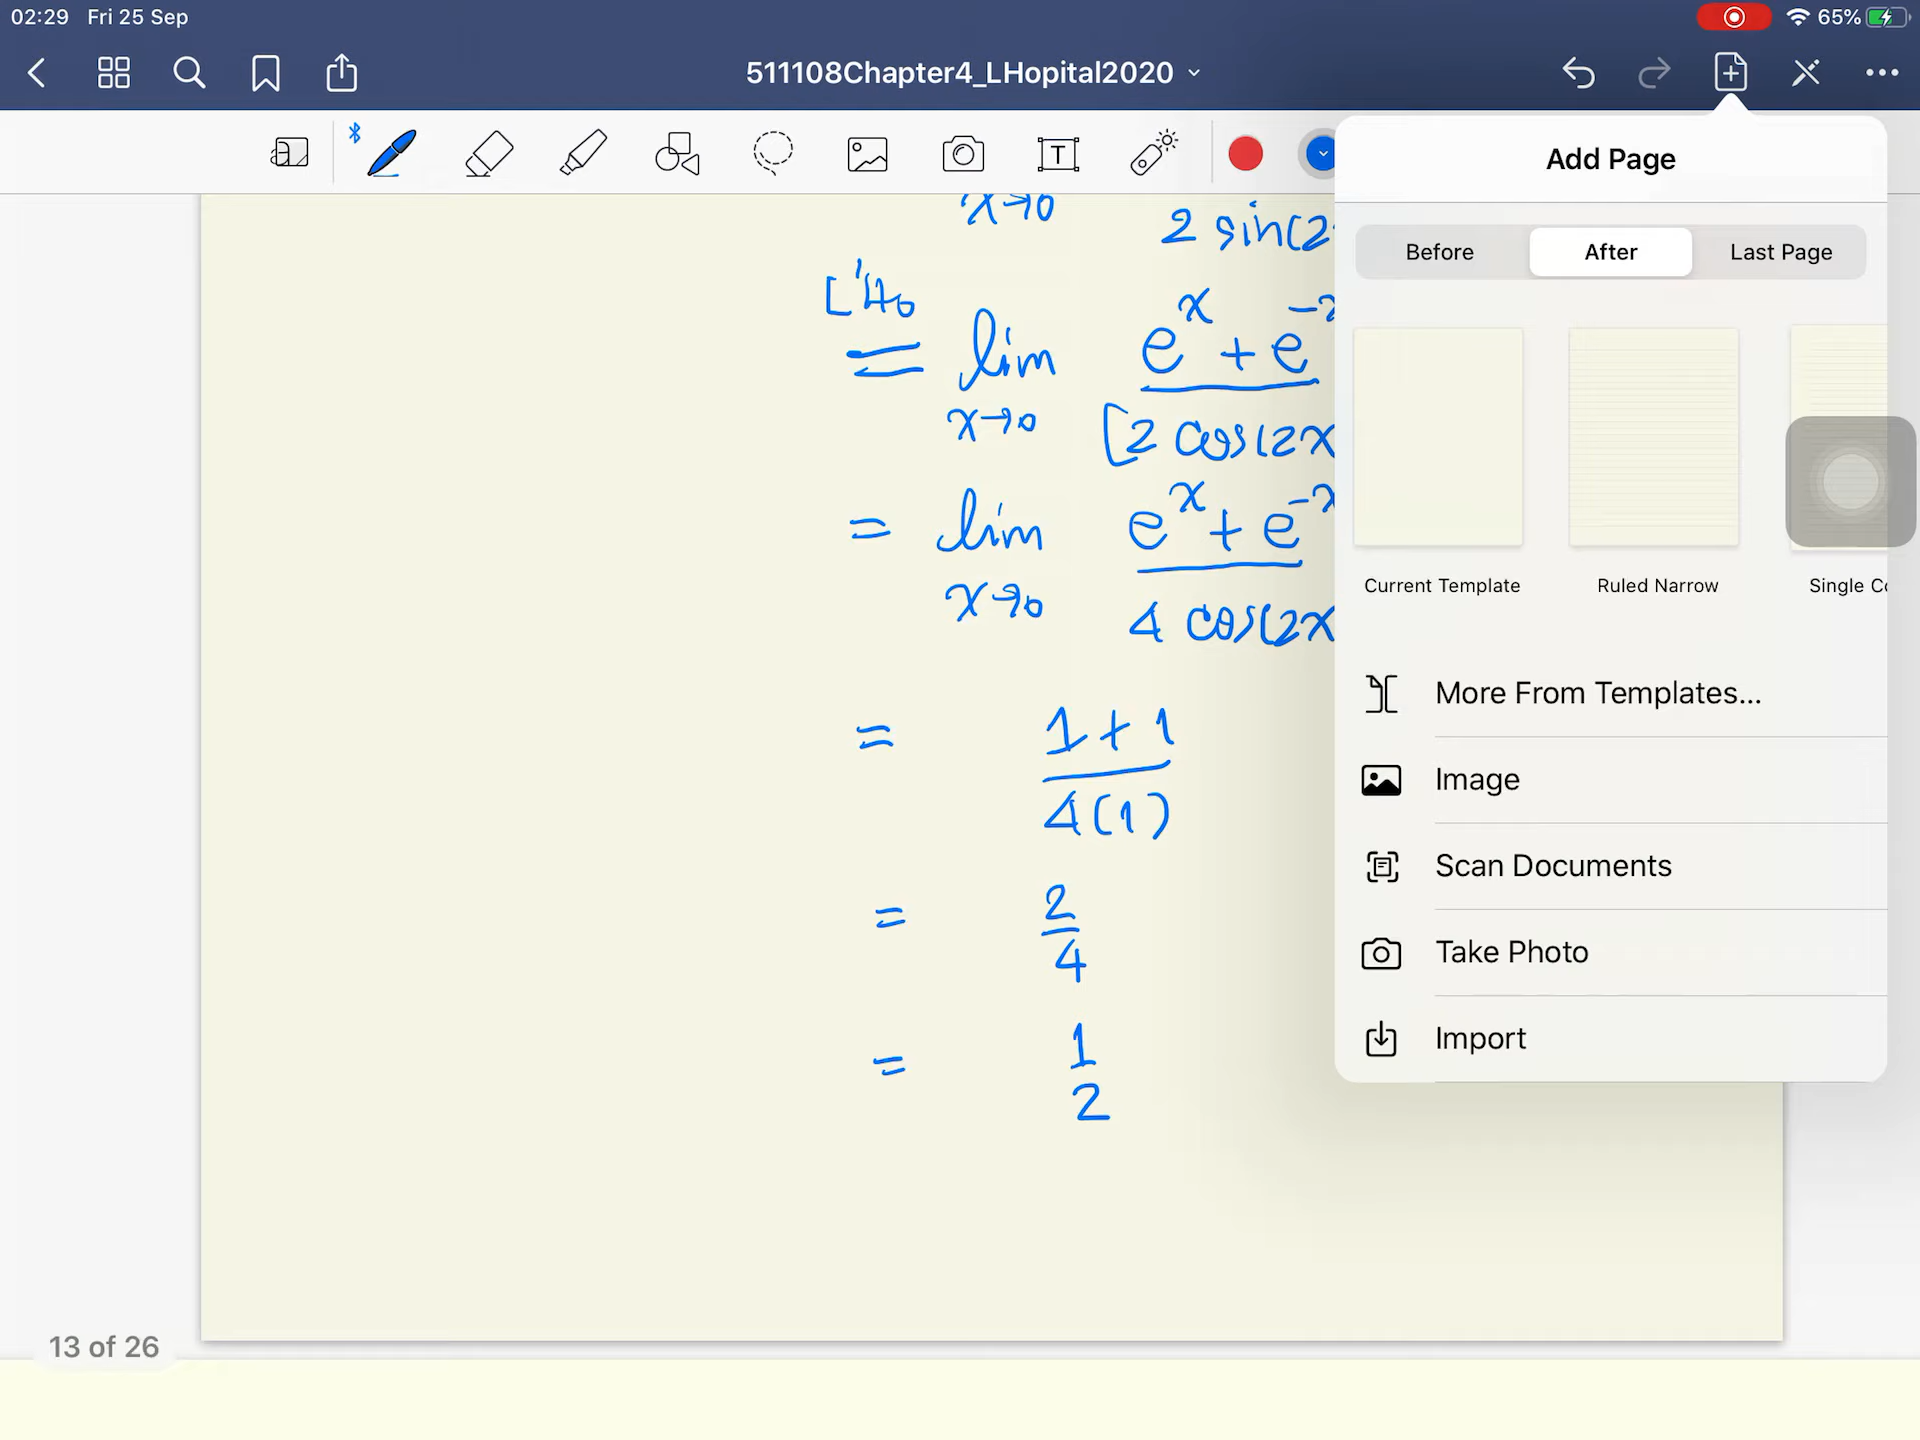 02:29 Fri 25 Sep
65%
511108Chapter4_LHopital2020
Add Page
Before After Last Page
Current Template Ruled Narrow Single Co
More From Templates...
Image
Scan Documents
Take Photo
Import
x→0 2 sin(2
L'Ho
= lim e^x + e^-x
x→0 [2 cos(2x
= lim e^x + e^-x
x→0 4 cos(2x
= 1 + 1
4(1)
= 2
4
= 1
2
13 of 26